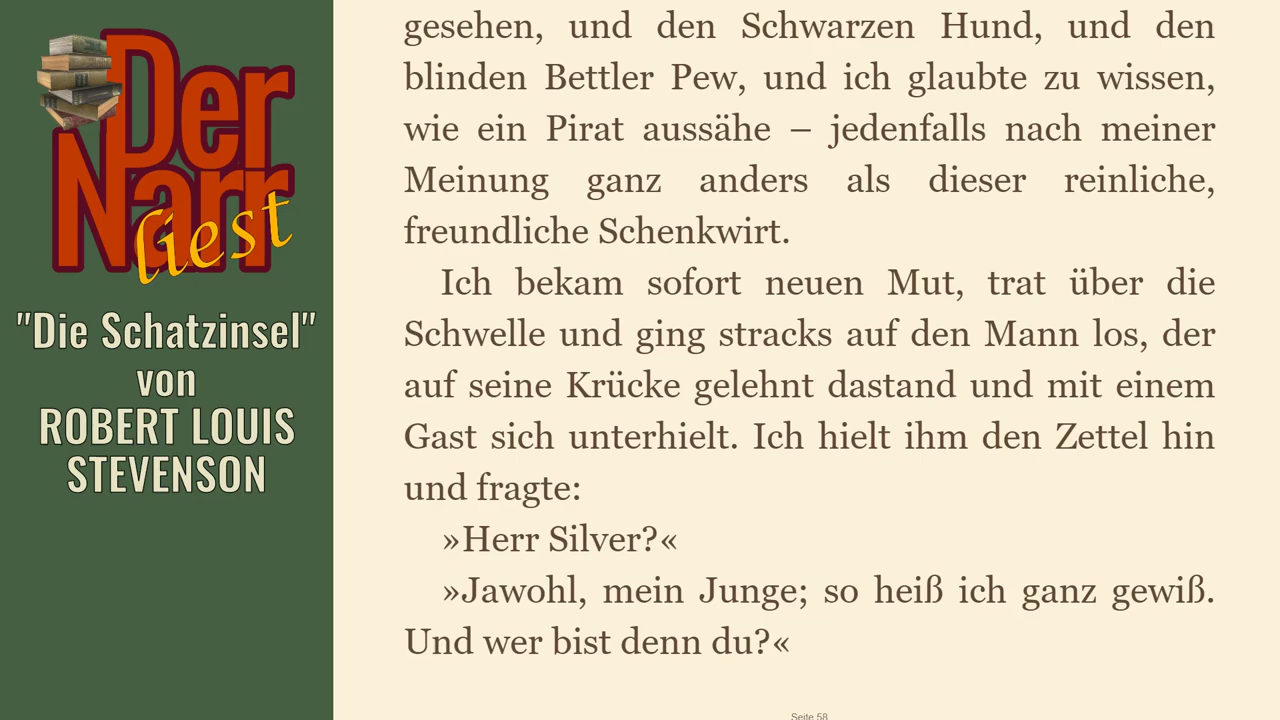 Der
Narr
liest
"Die Schatzinsel"
von
ROBERT LOUIS
STEVENSON
gesehen, und den Schwarzen Hund, und den
blinden Bettler Pew, und ich glaubte zu wissen,
wie ein Pirat aussähe – jedenfalls nach meiner
Meinung ganz anders als dieser reinliche,
freundliche Schenkwirt.
Ich bekam sofort neuen Mut, trat über die
Schwelle und ging stracks auf den Mann los, der
auf seine Krücke gelehnt dastand und mit einem
Gast sich unterhielt. Ich hielt ihm den Zettel hin
und fragte:
»Herr Silver?«
»Jawohl, mein Junge; so heiß ich ganz gewiß.
Und wer bist denn du?«
Seite 58